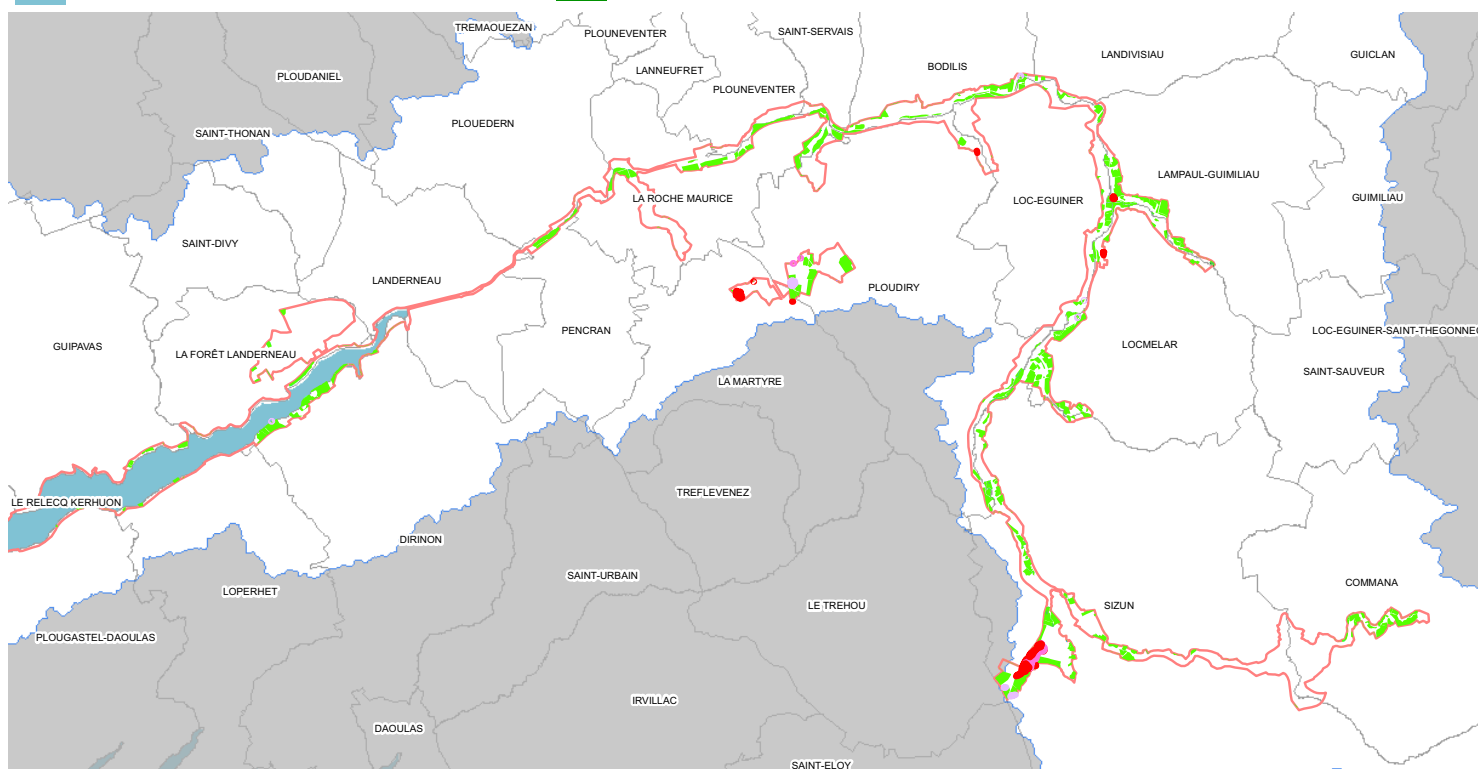 TREMAOUEZAN
PLOUNEVENTER
SAINT-SERVAIS
LANDIVISIAU
GUICLAN
BODILIS
LANNEUFRET
PLOUDANIEL
PLOUNEVENTER
PLOUEDERN
SAINT-THONAN
LAMPAUL-GUIMILIAU
LA ROCHE MAURICE
LOC-EGUINER
GUIMILIAU
SAINT-DIVY
LANDERNEAU
PLOUDIRY
PENCRAN
LOC-EGUINER-SAINT-THEGONNEC
GUIPAVAS
LA FORÊT LANDERNEAU
LOCMELAR
SAINT-SAUVEUR
LA MARTYRE
TREFLEVENEZ
LE RELECQ KERHUON
DIRINON
SAINT-URBAIN
COMMANA
LOPERHET
LE TREHOU
SIZUN
PLOUGASTEL-DAOULAS
IRVILLAC
DAOULAS
SAINT-ELOY